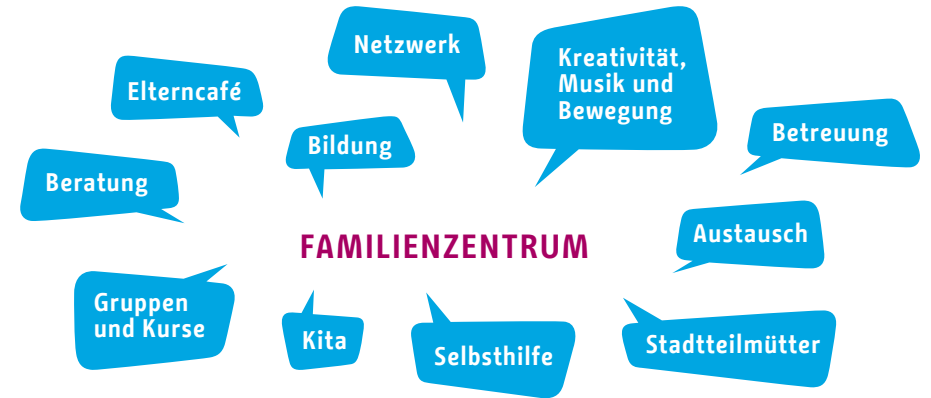 Netzwerk
Kreativität,
Musik und
Bewegung
Elterncafé
Bildung
Betreuung
Beratung
FAMILIENZENTRUM
Austausch
Gruppen
und Kurse
Kita
Selbsthilfe
Stadtteilmütter